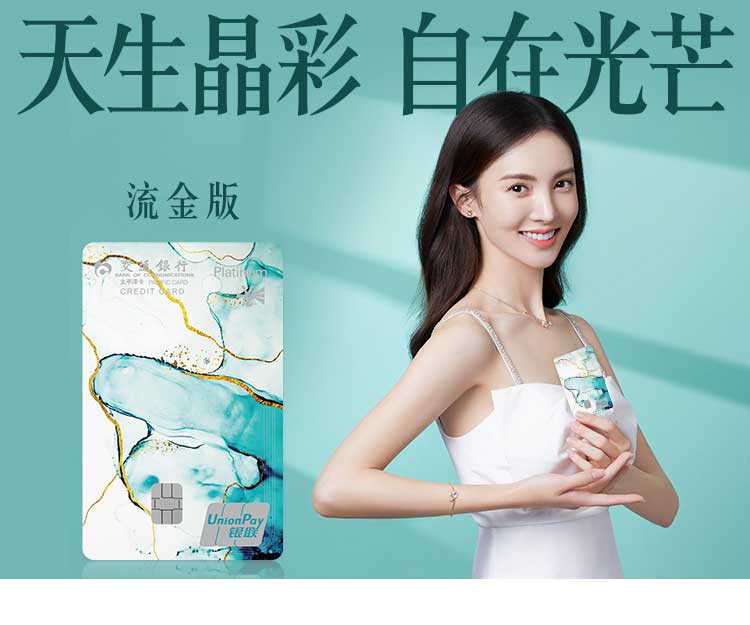 天生晶彩 自在光芒
流金版
交通銀行
BANK OF COMMUNICATIONS
太平洋卡 PACIFIC CARD
CREDIT CARD
Platinum
UnionPay
银联